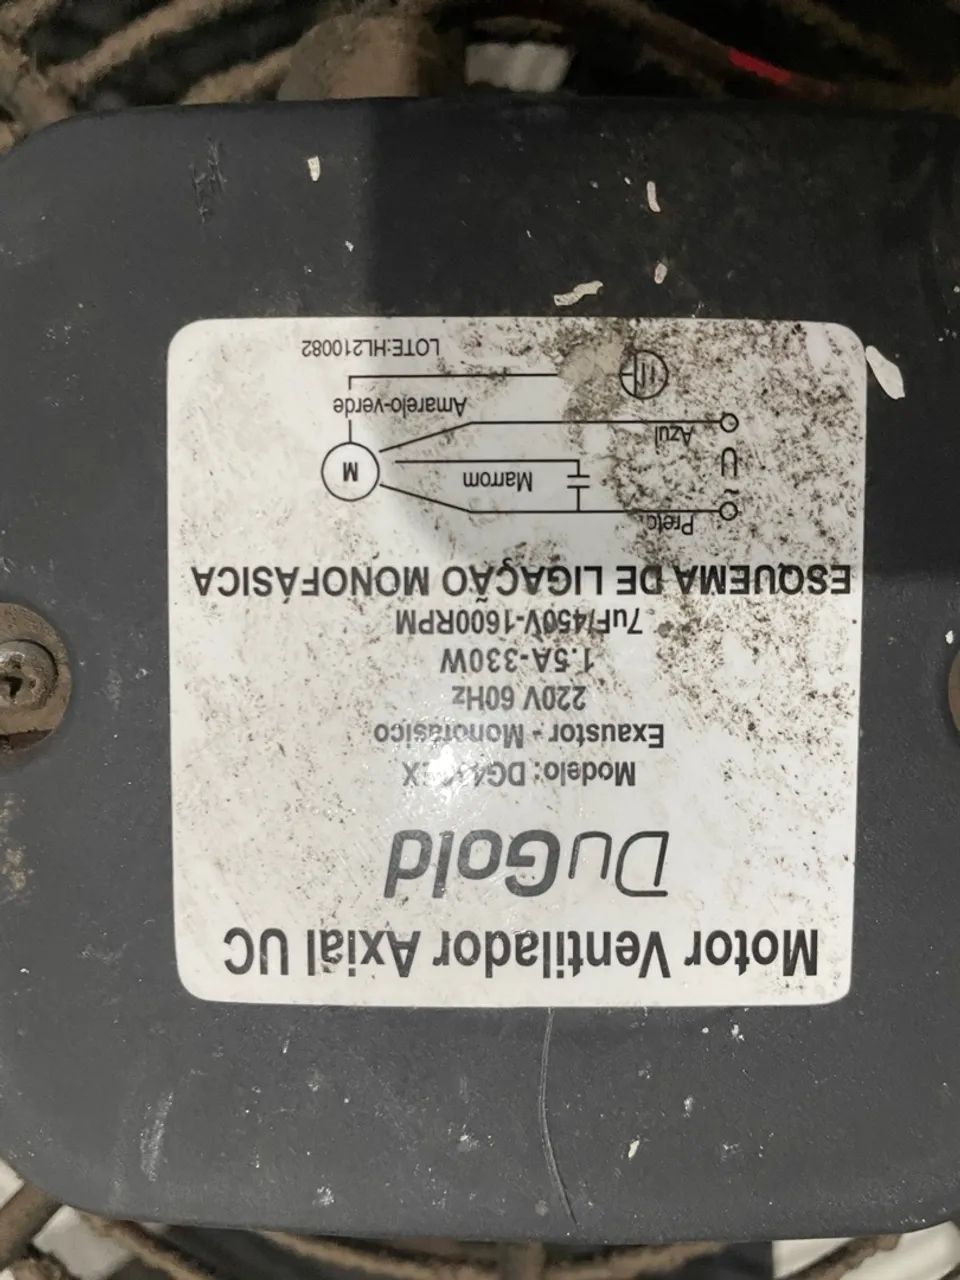 Motor Ventilador Axial UC
DuGold
Modelo:
Exaustor - Monofásico
220V 60Hz
1.5A-330W
7uF/450V-1600RPM
ESQUEMA DE LIGAÇÃO MONOFÁSICA
Preto
~
U
Marrom
M
Azul
Amarelo-verde
LOTE:HL210082